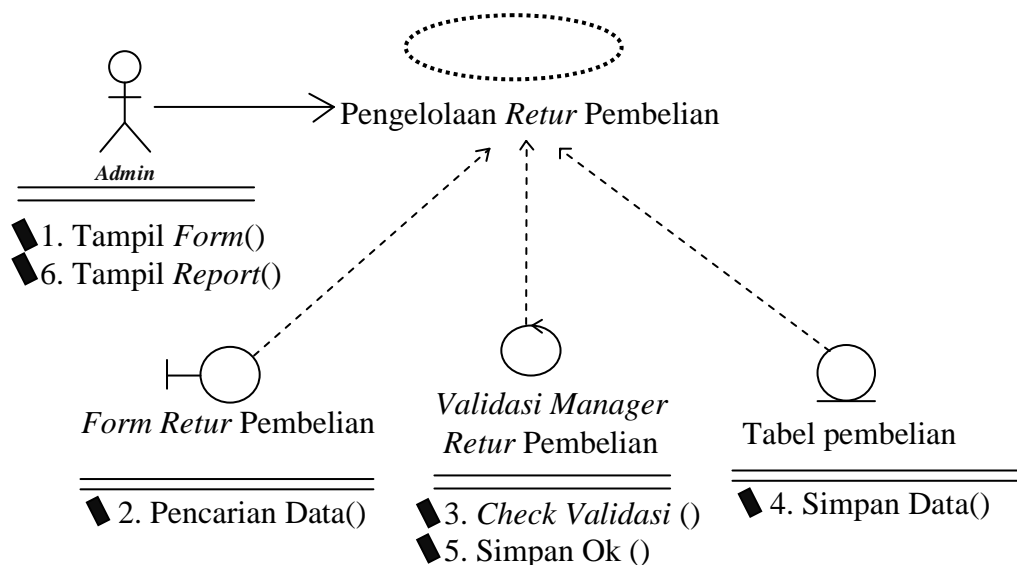 Pengelolaan Retur Pembelian
Admin
1. Tampil Form()
6. Tampil Report()
Form Retur Pembelian
2. Pencarian Data()
Validasi Manager
Retur Pembelian
3. Check Validasi ()
5. Simpan Ok ()
Tabel pembelian
4. Simpan Data()